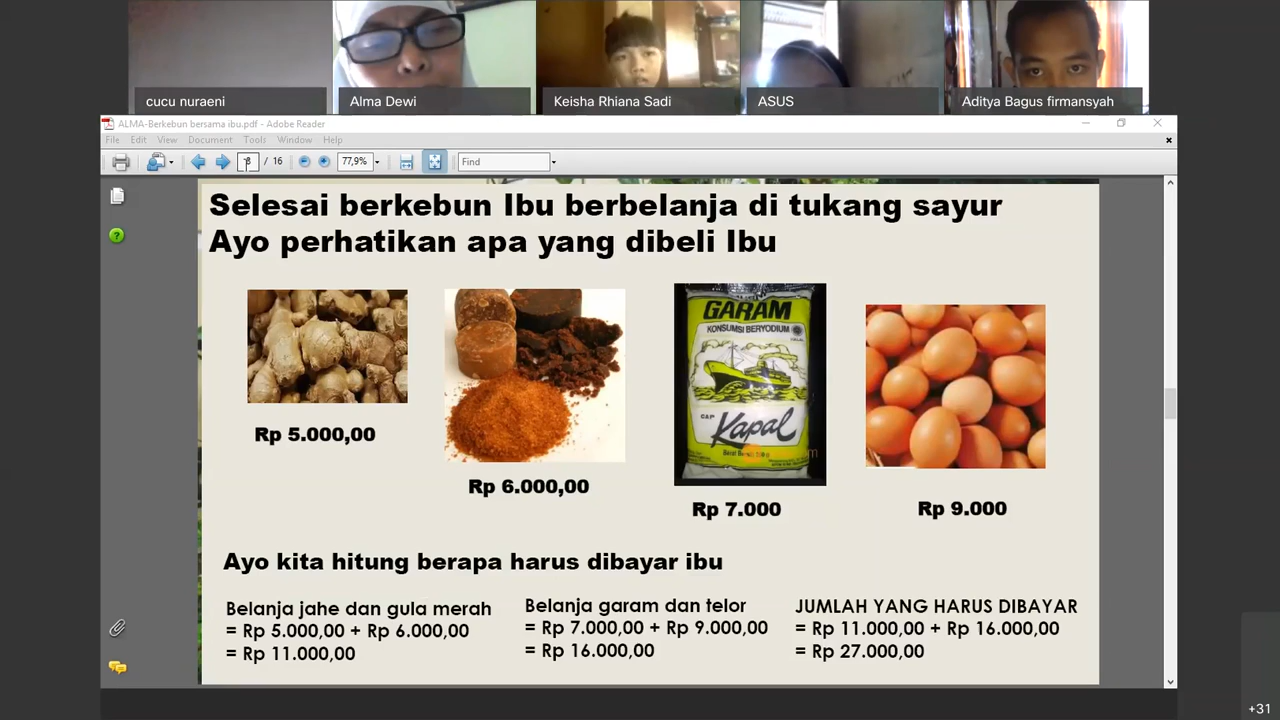 cucu nuraeni
Alma Dewi
Keisha Rhiana Sadi
ASUS
Aditya Bagus firmansyah
ALMA-Berkebun bersama ibu.pdf - Adobe Reader
File Edit View Document Tools Window Help
8 / 16
77,9%
Find
Selesai berkebun Ibu berbelanja di tukang sayur
Ayo perhatikan apa yang dibeli Ibu
GARAM
KONSUMSI BERYODIUM
CAP
Kapal
Rp 5.000,00
Rp 6.000,00
Rp 7.000
Rp 9.000
Ayo kita hitung berapa harus dibayar ibu
Belanja jahe dan gula merah
= Rp 5.000,00 + Rp 6.000,00
= Rp 11.000,00
Belanja garam dan telor
= Rp 7.000,00 + Rp 9.000,00
= Rp 16.000,00
JUMLAH YANG HARUS DIBAYAR
= Rp 11.000,00 + Rp 16.000,00
= Rp 27.000,00
+31